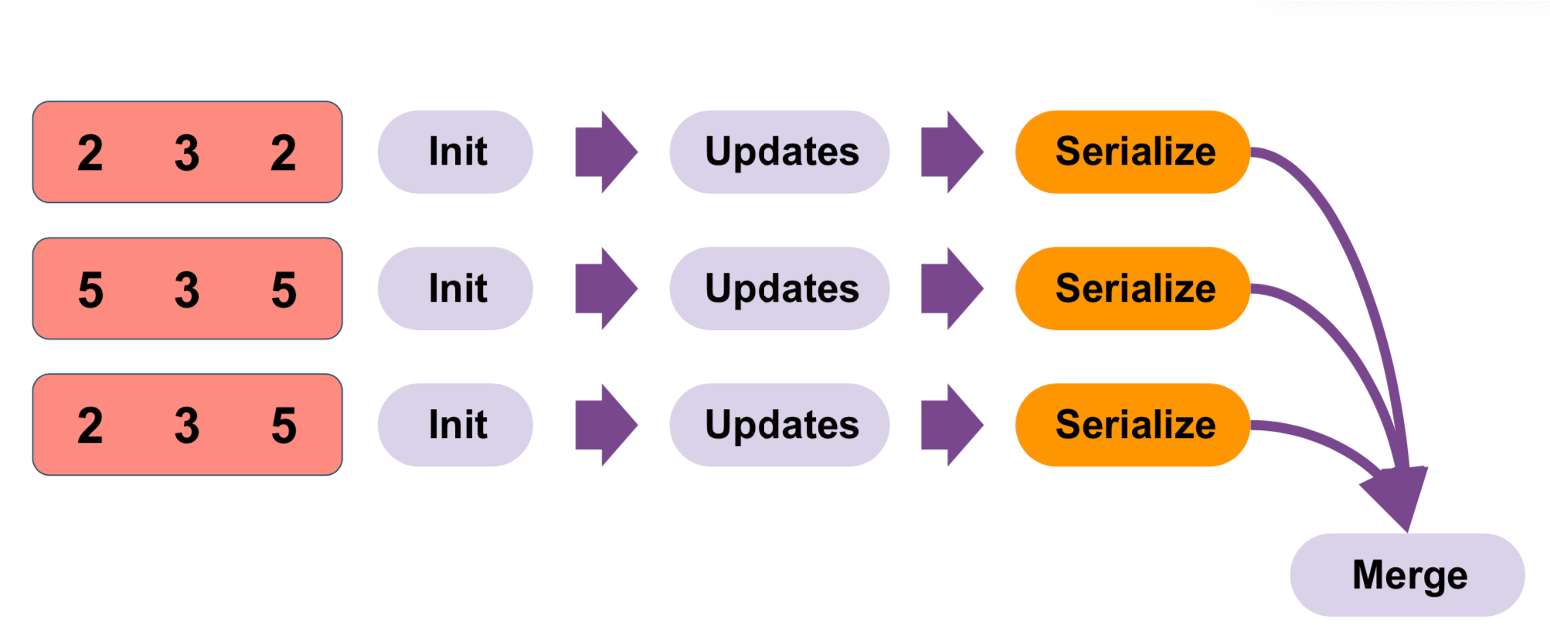 2 3 2 Init Updates Serialize
5 3 5 Init Updates Serialize
2 3 5 Init Updates Serialize
Merge